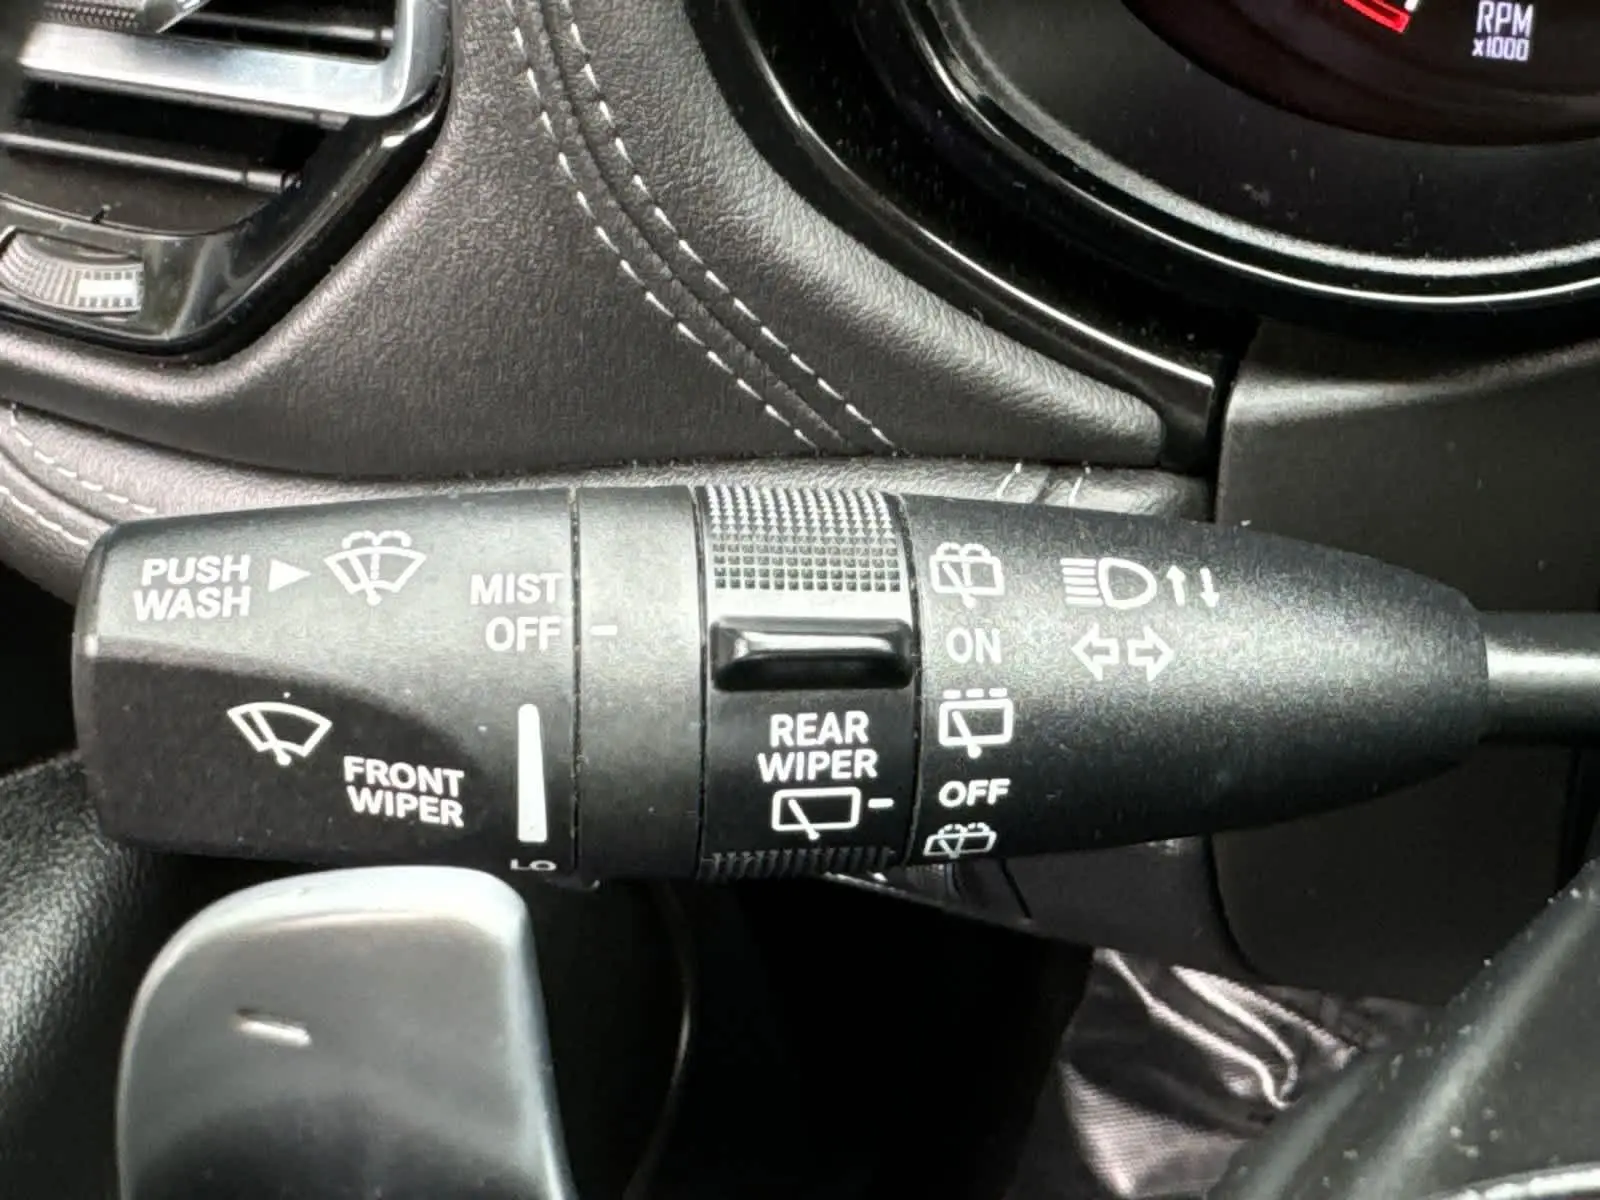 RPM
x1000
PUSH
WASH
MIST
OFF
FRONT
WIPER
LO
REAR
WIPER
ON
OFF